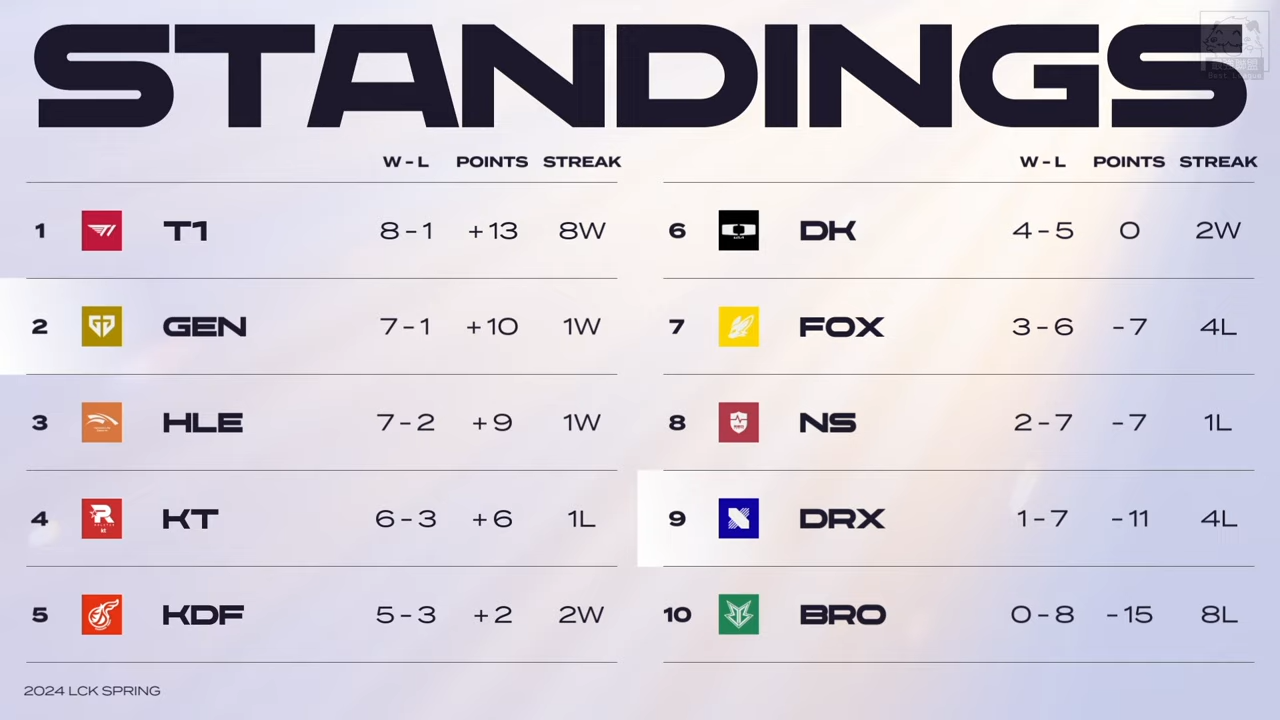 STANDINGS
W - L POINTS STREAK
1 T1 8 - 1 +13 8W
2 GEN 7 - 1 +10 1W
3 HLE 7 - 2 +9 1W
4 KT 6 - 3 +6 1L
5 KDF 5 - 3 +2 2W
W - L POINTS STREAK
6 DK 4 - 5 0 2W
7 FOX 3 - 6 -7 4L
8 NS 2 - 7 -7 1L
9 DRX 1 - 7 -11 4L
10 BRO 0 - 8 -15 8L
2024 LCK SPRING
Best League